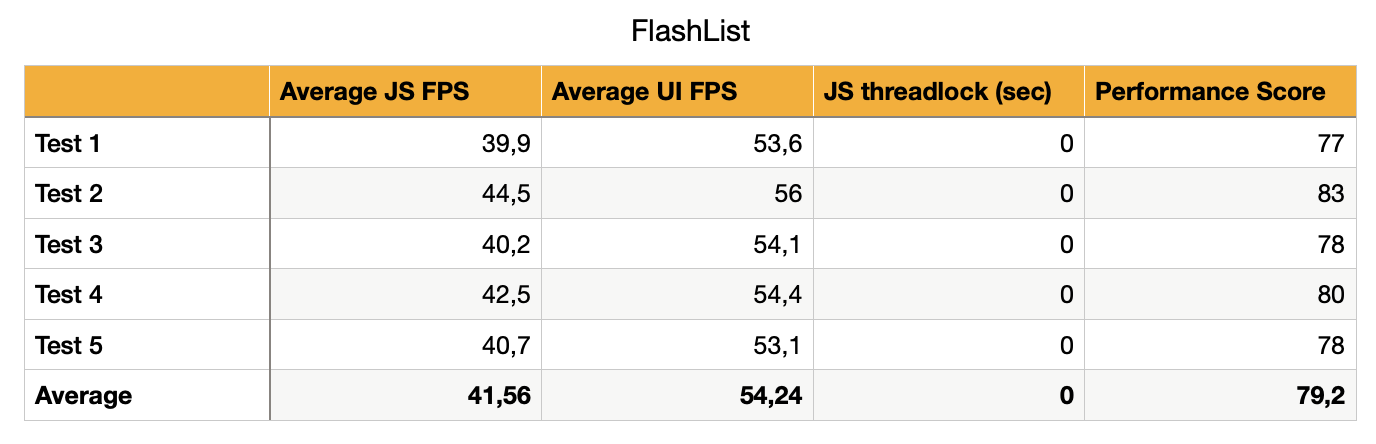 FlashList
Average JS FPS Average UI FPS JS threadlock (sec) Performance Score
Test 1 39,9 53,6 0 77
Test 2 44,5 56 0 83
Test 3 40,2 54,1 0 78
Test 4 42,5 54,4 0 80
Test 5 40,7 53,1 0 78
Average 41,56 54,24 0 79,2